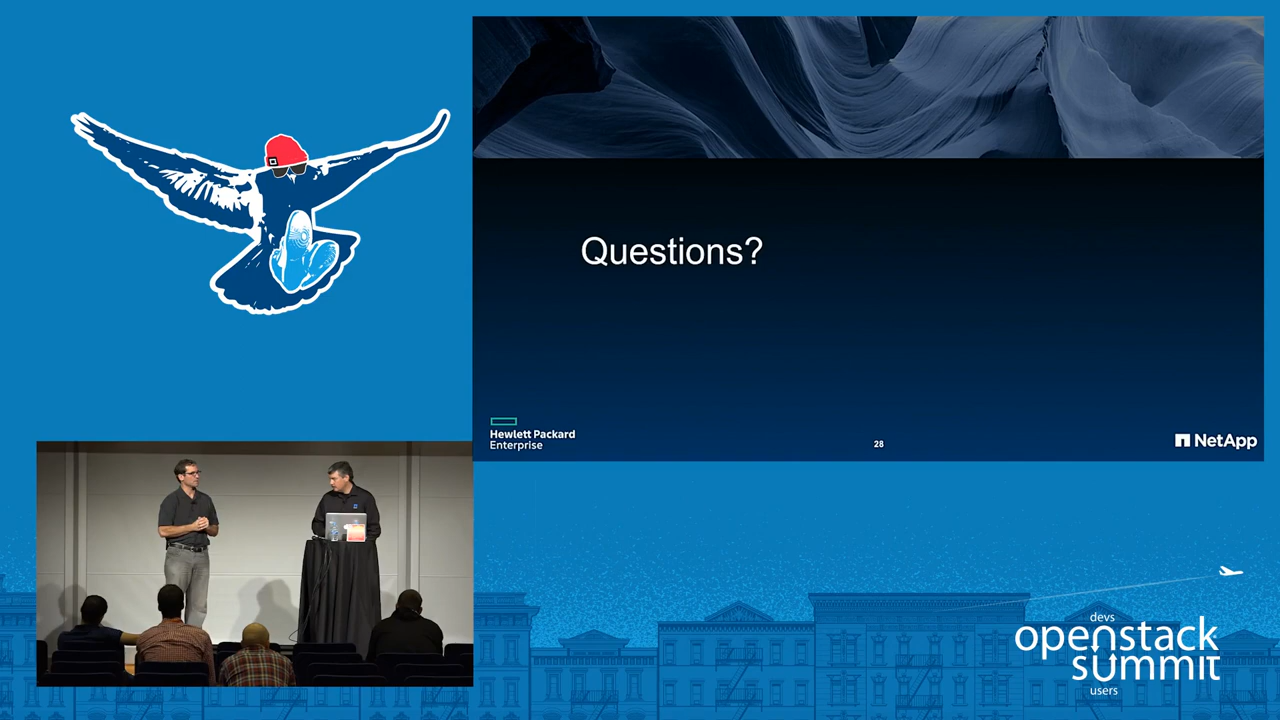 Questions?
Hewlett Packard
Enterprise
28
NetApp
devs
openstack
summit
users